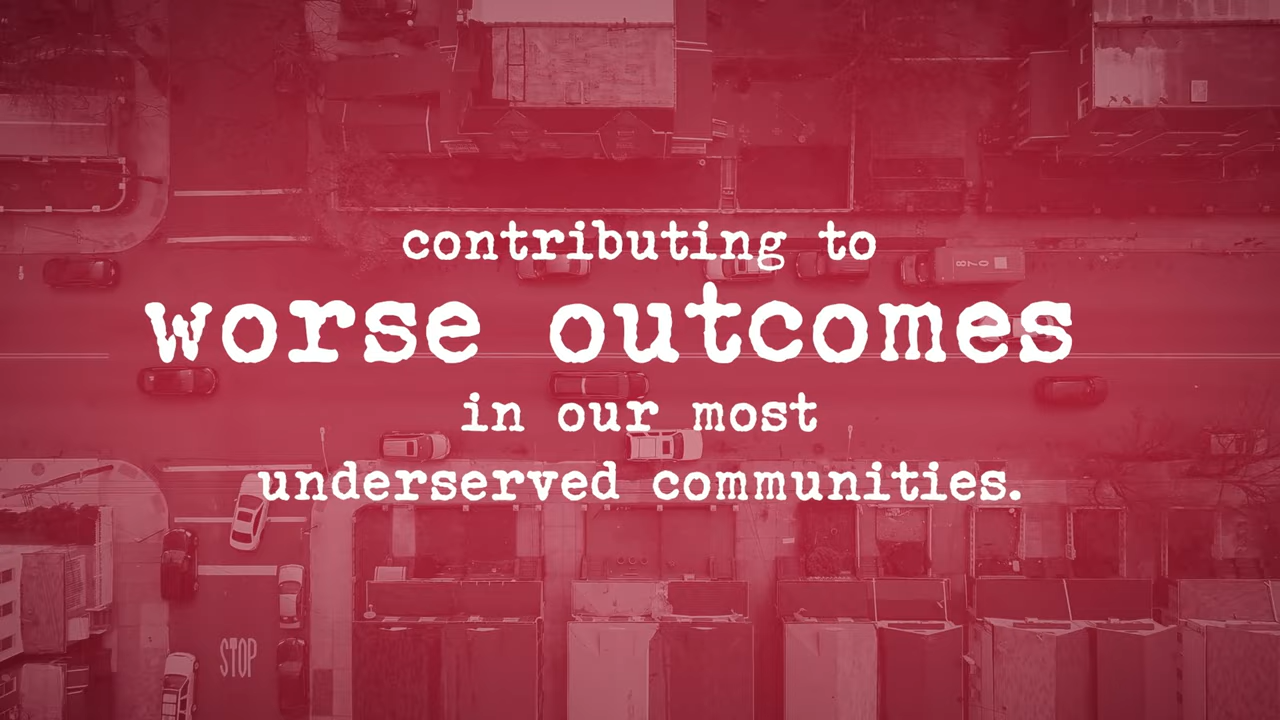 contributing to
worse outcomes
in our most
underserved communities.
STOP